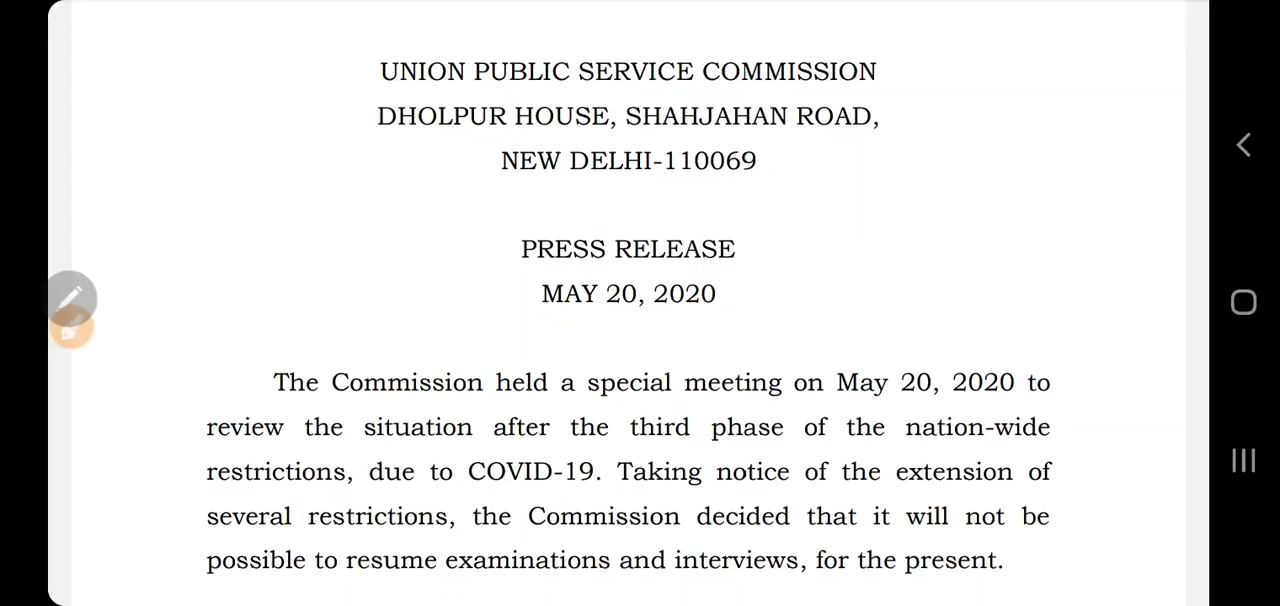 UNION PUBLIC SERVICE COMMISSION
DHOLPUR HOUSE, SHAHJAHAN ROAD,
NEW DELHI-110069
PRESS RELEASE
MAY 20, 2020
The Commission held a special meeting on May 20, 2020 to
review the situation after the third phase of the nation-wide
restrictions, due to COVID-19. Taking notice of the extension of
several restrictions, the Commission decided that it will not be
possible to resume examinations and interviews, for the present.